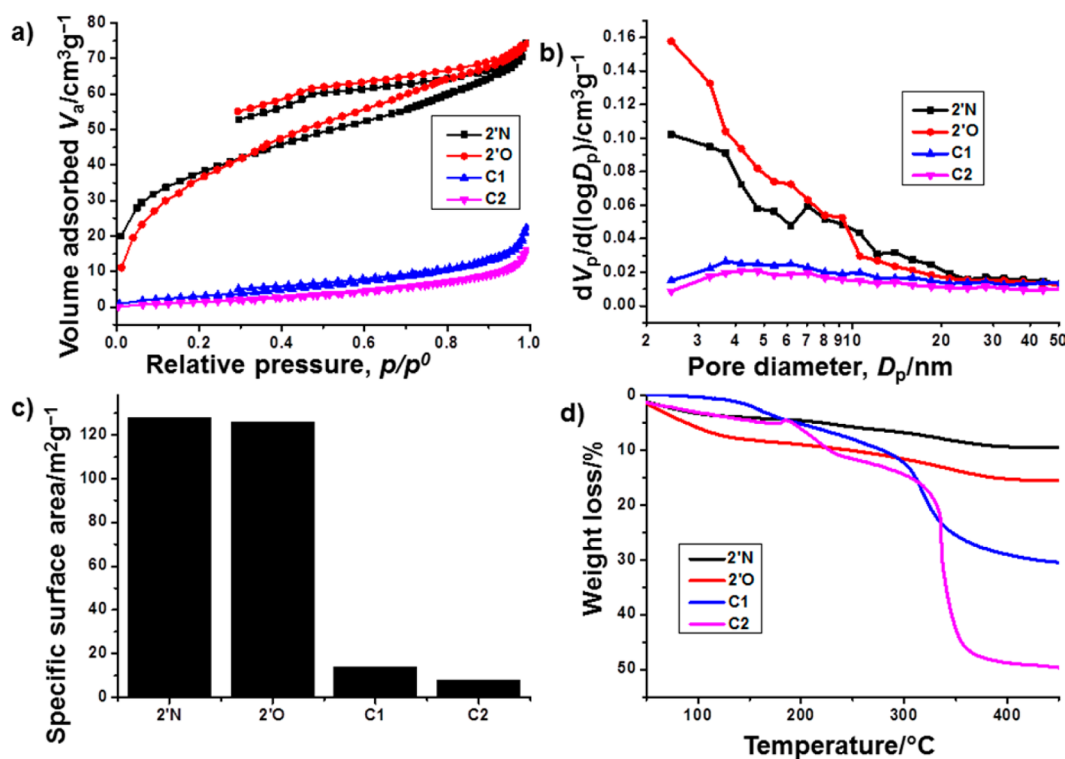 a)
Volume adsorbed Va/cm³g⁻¹
80
70
60
50
40
30
20
10
0
2'N
2'O
C1
C2
0.0 0.2 0.4 0.6 0.8 1.0
Relative pressure, p/p⁰
b)
dVp/d(logDp)/cm³g⁻¹
0.16
0.14
0.12
0.10
0.08
0.06
0.04
0.02
0.00
2'N
2'O
C1
C2
2 3 4 5 6 7 8 9 10 20 30 40 50
Pore diameter, Dp/nm
c)
Specific surface area/m²g⁻¹
120
100
80
60
40
20
0
2'N 2'O C1 C2
d)
Weight loss/%
0
10
20
30
40
50
2'N
2'O
C1
C2
100 200 300 400
Temperature/°C